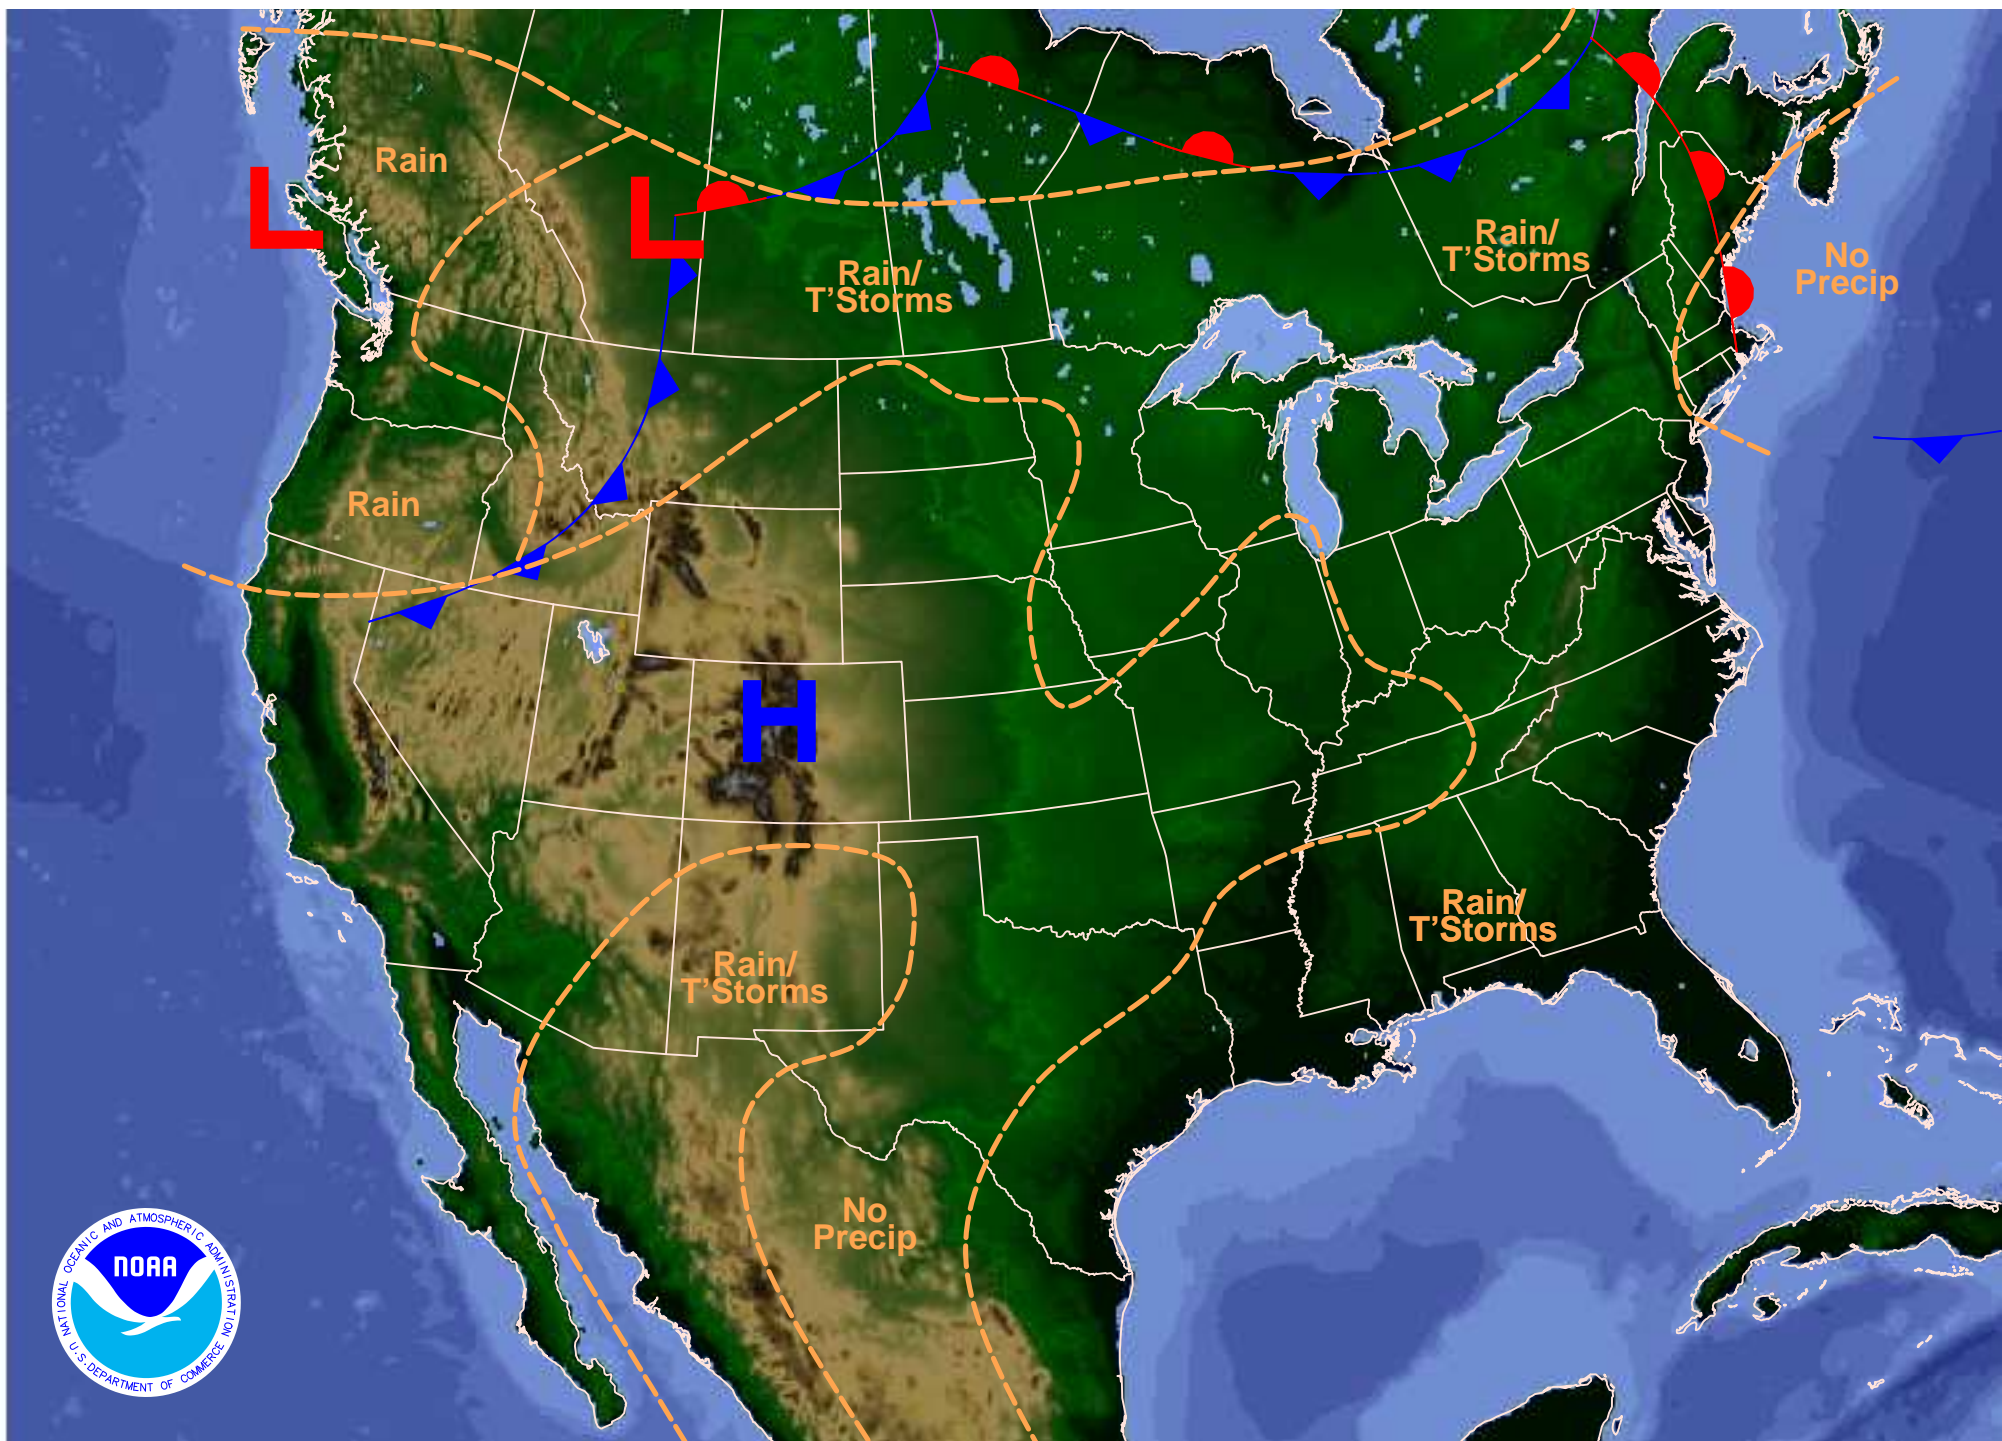 Rain
L
L
Rain/
T'Storms
Rain/
T'Storms
No
Precip
Rain
H
Rain/
T'Storms
Rain/
T'Storms
No
Precip
NATIONAL OCEANIC AND ATMOSPHERIC ADMINISTRATION
NOAA
U.S. DEPARTMENT OF COMMERCE